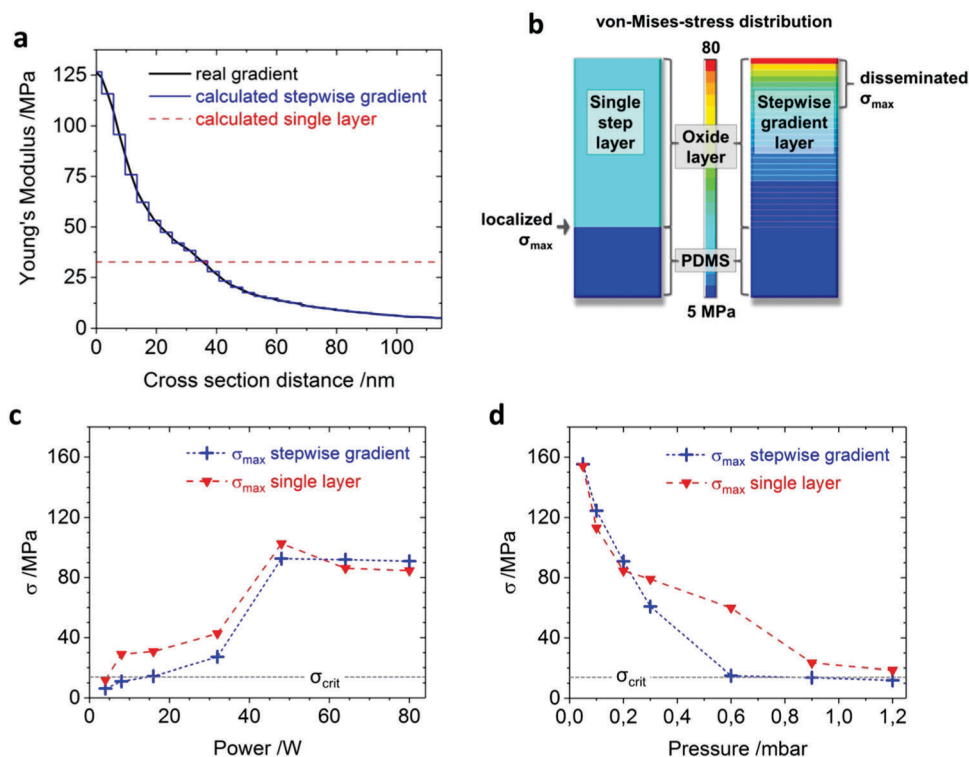 a
real gradient
calculated stepwise gradient
calculated single layer
125
100
75
50
25
0
Young's Modulus /MPa
0 20 40 60 80 100
Cross section distance /nm
b
von-Mises-stress distribution
80
Single
step
layer
Oxide
layer
Stepwise
gradient
layer
disseminated
σmax
localized
σmax
PDMS
5 MPa
c
σmax stepwise gradient
σmax single layer
160
120
80
40
0
σ /MPa
σcrit
0 20 40 60 80
Power /W
d
σmax stepwise gradient
σmax single layer
160
120
80
40
0
σ /MPa
σcrit
0,0 0,2 0,4 0,6 0,8 1,0 1,2
Pressure /mbar